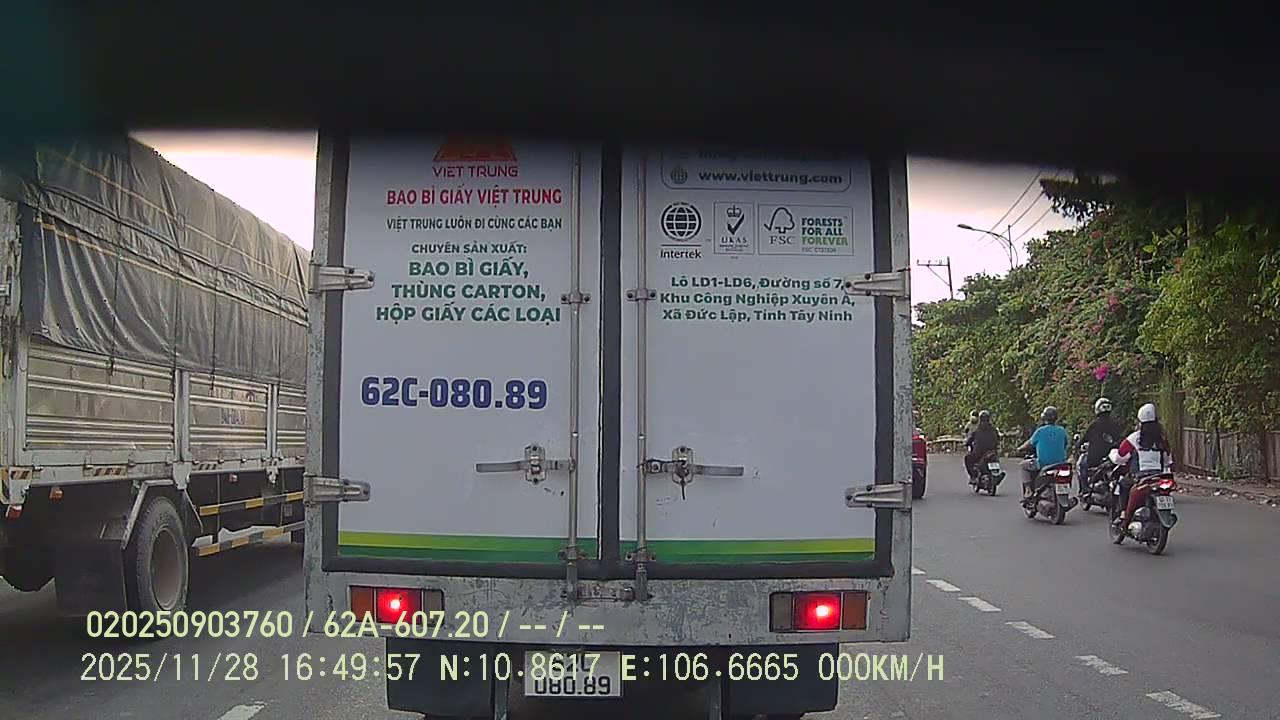 VIỆT TRUNG
BAO BÌ GIẤY VIỆT TRUNG
VIỆT TRUNG LUÔN ĐI CÙNG CÁC BẠN
CHUYÊN SẢN XUẤT:
BAO BÌ GIẤY,
THÙNG CARTON,
HỘP GIẤY CÁC LOẠI
62C-080.89
www.viettrung.com
Intertek
UKAS
FSC
FORESTS
FOR ALL
FOREVER
Lô LD1-LD6, Đường số 7,
Khu Công Nghiệp Xuyên Á,
Xã Đức Lập, Tỉnh Tây Ninh
020250903760 / 62A-607.20 / -- / --
2025/11/28 16:49:57 N:10.8617 E:106.6665 000KM/H
080.89